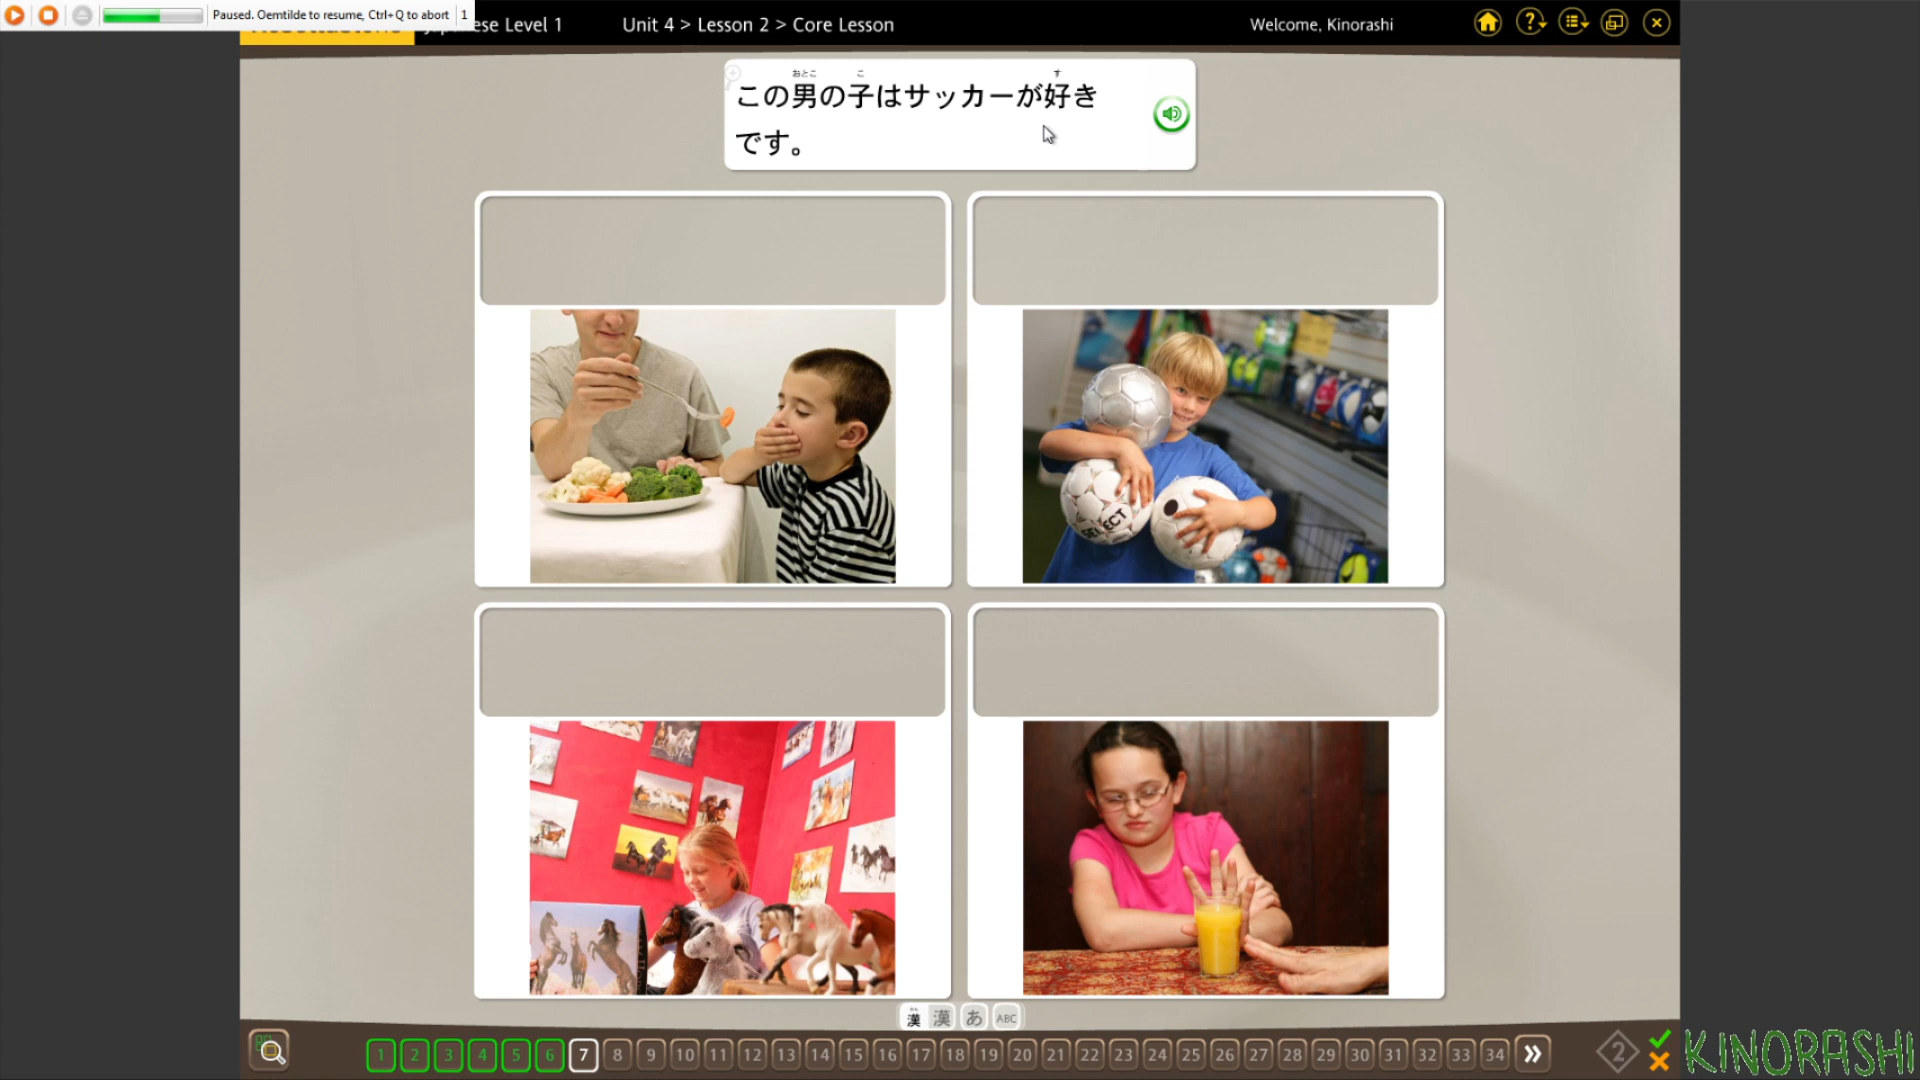 Paused. Oemtilde to resume, Ctrl+Q to abort 1
ese Level 1
Unit 4 > Lesson 2 > Core Lesson
Welcome, Kinorashi
おとこ こ す
この男の子はサッカーが好き
です。
SELECT
かん
漢 漢 あ ABC
1 2 3 4 5 6 7 8 9 10 11 12 13 14 15 16 17 18 19 20 21 22 23 24 25 26 27 28 29 30 31 32 33 34
2
KINORASHI